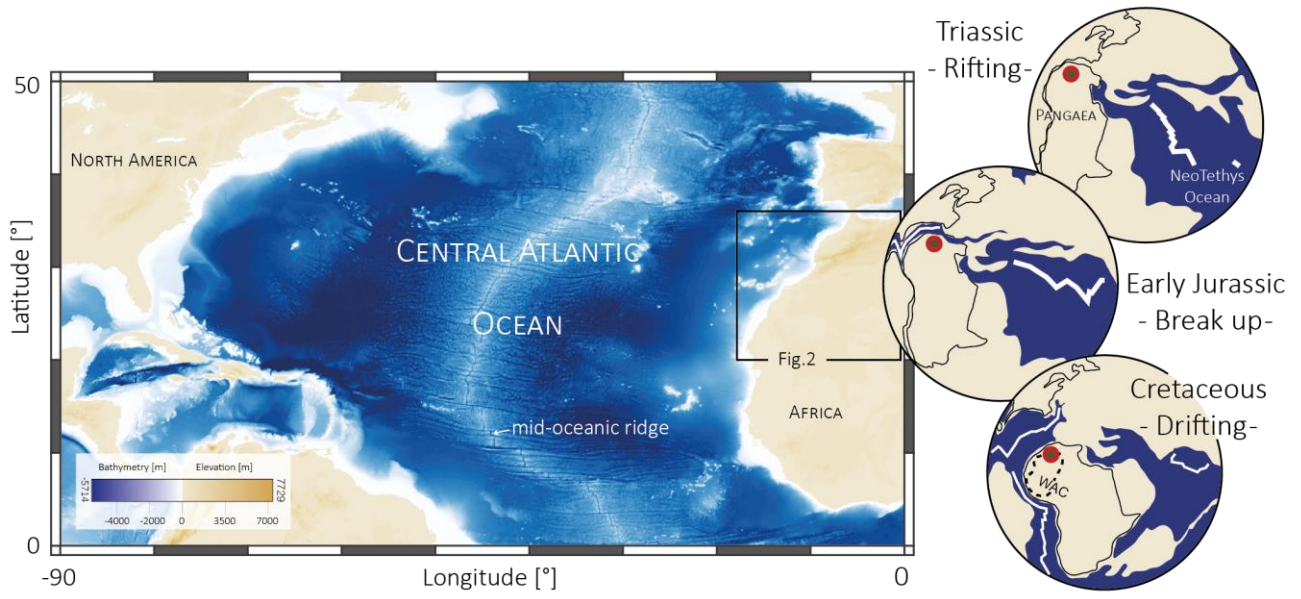 50
Latitude [°]
0
-90
Longitude [°]
0
NORTH AMERICA
CENTRAL ATLANTIC
OCEAN
Fig.2
AFRICA
mid-oceanic ridge
Bathymetry [m]
Elevation [m]
-5714
7729
-4000
-2000
0
3500
7000
Triassic
- Rifting-
PANGAEA
NeoTethys
Ocean
Early Jurassic
- Break up-
Cretaceous
- Drifting-
WAC